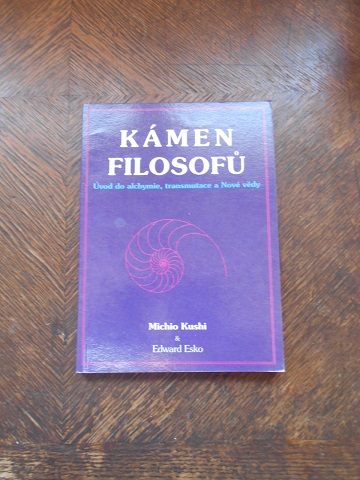 KÁMEN
FILOSOFŮ
Úvod do alchymie, transmutace a Nové vědy
Michio Kushi
&
Edward Esko